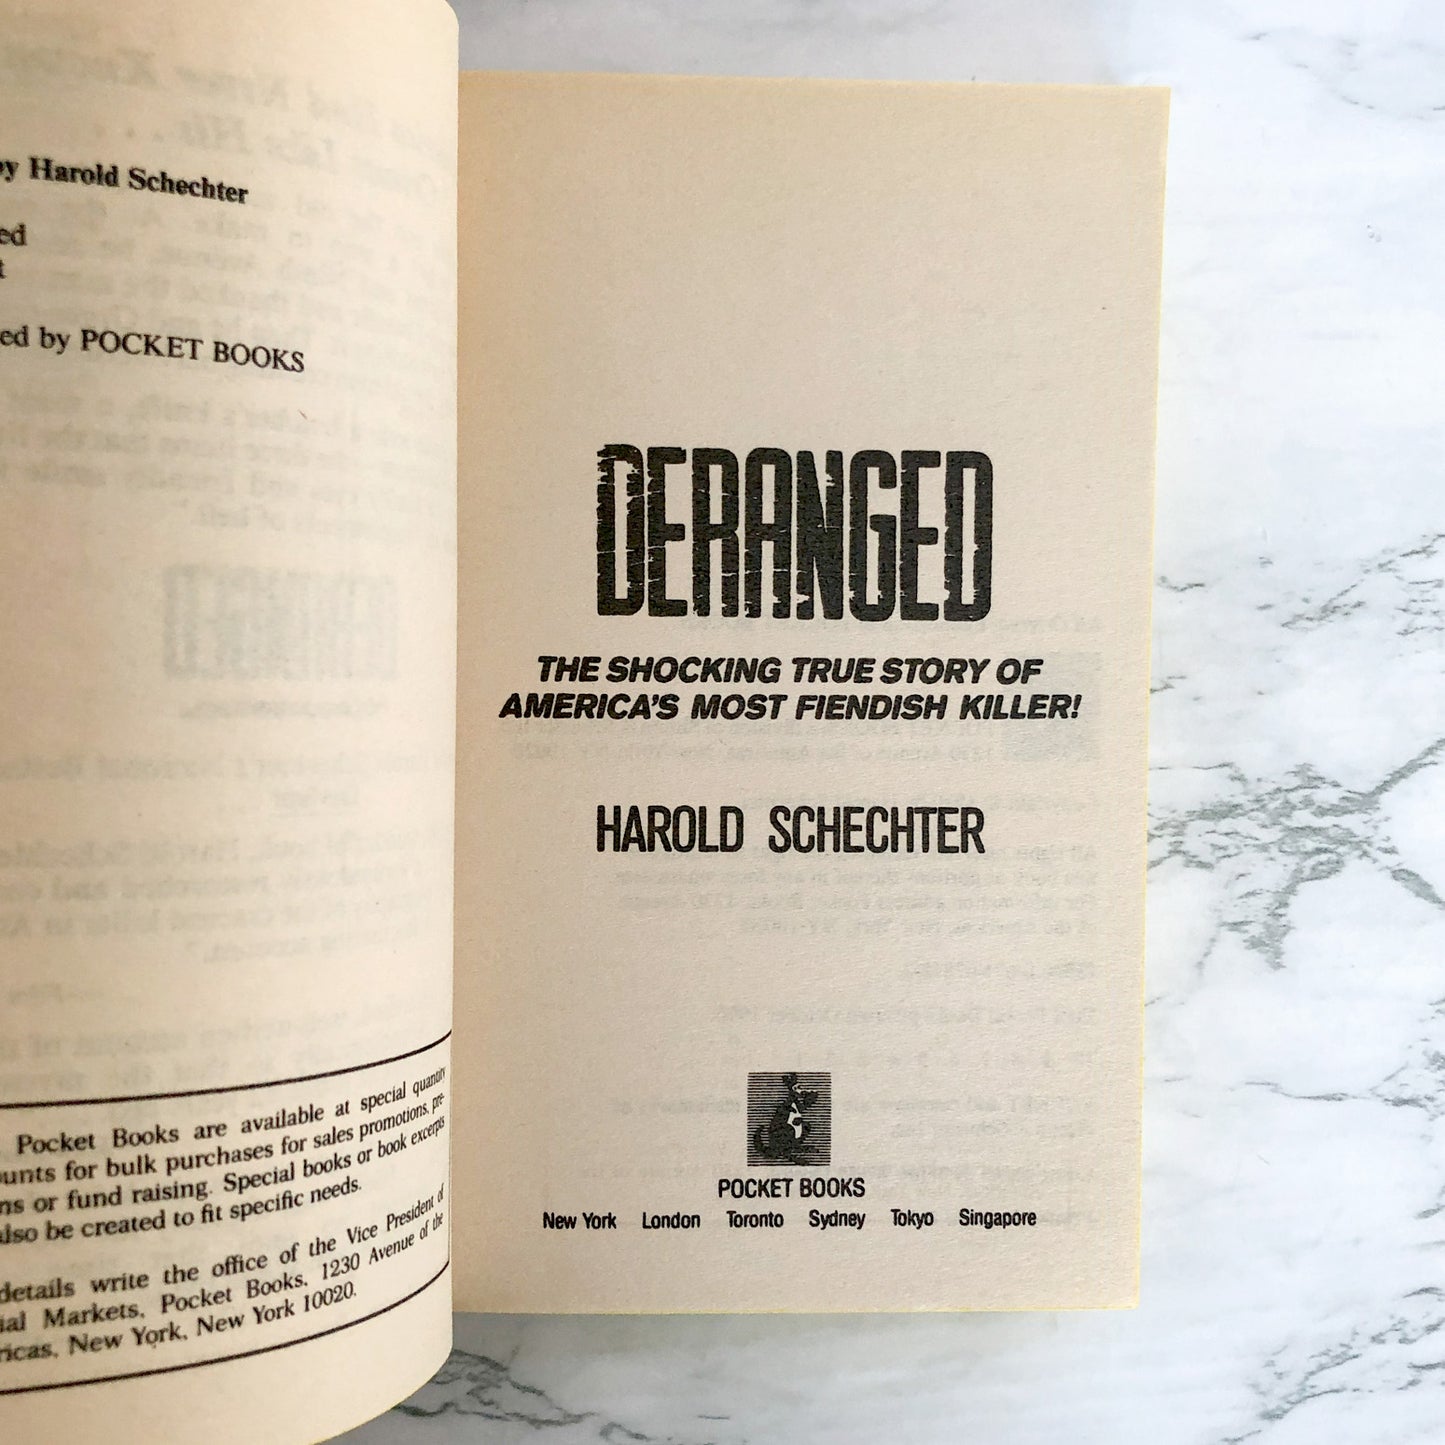 by Harold Schechter
ed
t
ed by POCKET BOOKS
Pocket Books are available at special quantity
ounts for bulk purchases for sales promotions, pre-
ns or fund raising. Special books or book excerpts
also be created to fit specific needs.
details write the office of the Vice President of
ial Markets, Pocket Books, 1230 Avenue of the
ricas, New York, New York 10020.
DERANGED
THE SHOCKING TRUE STORY OF
AMERICA'S MOST FIENDISH KILLER!
HAROLD SCHECHTER
POCKET BOOKS
New York London Toronto Sydney Tokyo Singapore